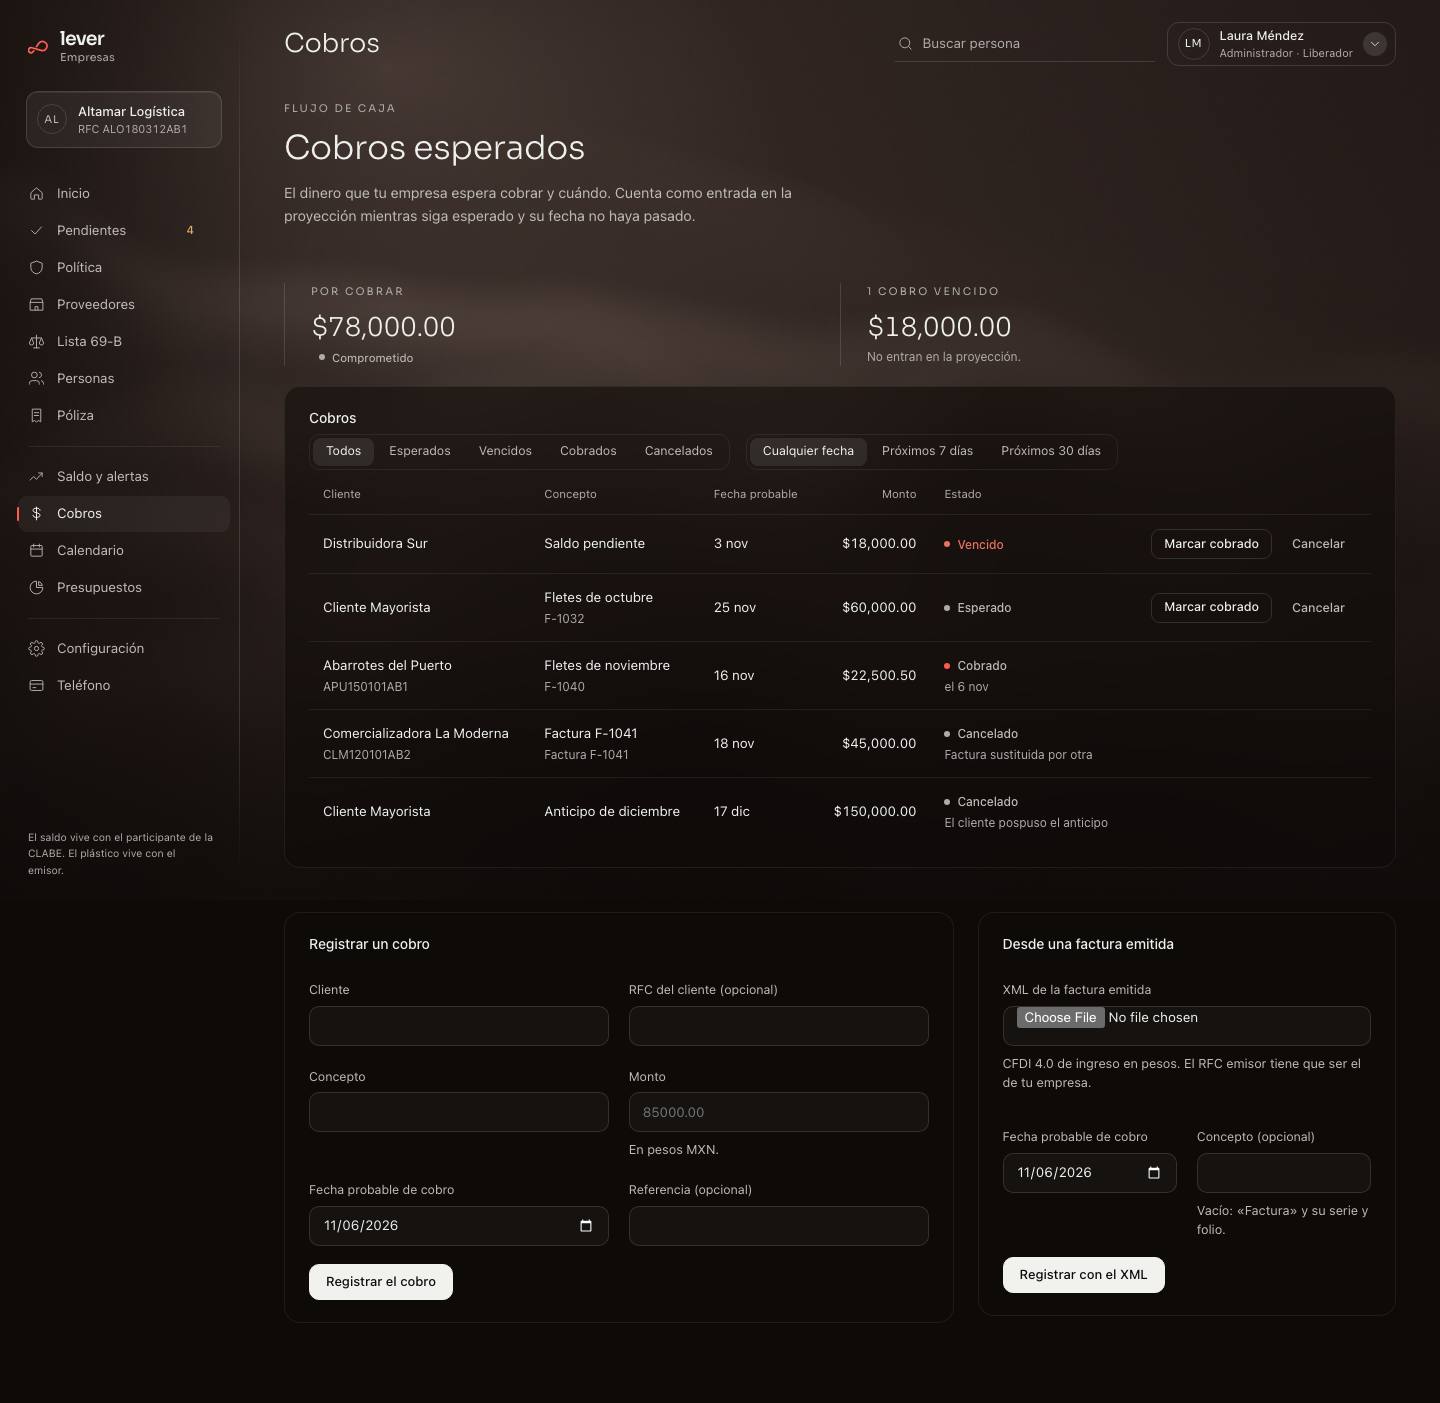 lever
Empresas
AL
Altamar Logística
RFC ALO180312AB1
Inicio
Pendientes 4
Política
Proveedores
Lista 69-B
Personas
Póliza
Saldo y alertas
Cobros
Calendario
Presupuestos
Configuración
Teléfono
El saldo vive con el participante de la
CLABE. El plástico vive con el
emisor.
Cobros
Buscar persona
LM
Laura Méndez
Administrador · Liberador
FLUJO DE CAJA
Cobros esperados
El dinero que tu empresa espera cobrar y cuándo. Cuenta como entrada en la
proyección mientras siga esperado y su fecha no haya pasado.
POR COBRAR
$78,000.00
Comprometido
1 COBRO VENCIDO
$18,000.00
No entran en la proyección.
Cobros
Todos Esperados Vencidos Cobrados Cancelados Cualquier fecha Próximos 7 días Próximos 30 días
Cliente Concepto Fecha probable Monto Estado
Distribuidora Sur Saldo pendiente 3 nov $18,000.00 Vencido Marcar cobrado Cancelar
Cliente Mayorista Fletes de octubre 25 nov $60,000.00 Esperado Marcar cobrado Cancelar
F-1032
Abarrotes del Puerto Fletes de noviembre 16 nov $22,500.50 Cobrado
APU150101AB1 F-1040 el 6 nov
Comercializadora La Moderna Factura F-1041 18 nov $45,000.00 Cancelado
CLM120101AB2 Factura F-1041 Factura sustituida por otra
Cliente Mayorista Anticipo de diciembre 17 dic $150,000.00 Cancelado
El cliente pospuso el anticipo
Registrar un cobro
Cliente RFC del cliente (opcional)
Concepto Monto
85000.00
En pesos MXN.
Fecha probable de cobro Referencia (opcional)
11/06/2026
Registrar el cobro
Desde una factura emitida
XML de la factura emitida
Choose File No file chosen
CFDI 4.0 de ingreso en pesos. El RFC emisor tiene que ser el
de tu empresa.
Fecha probable de cobro Concepto (opcional)
11/06/2026
Vacío: «Factura» y su serie y
folio.
Registrar con el XML